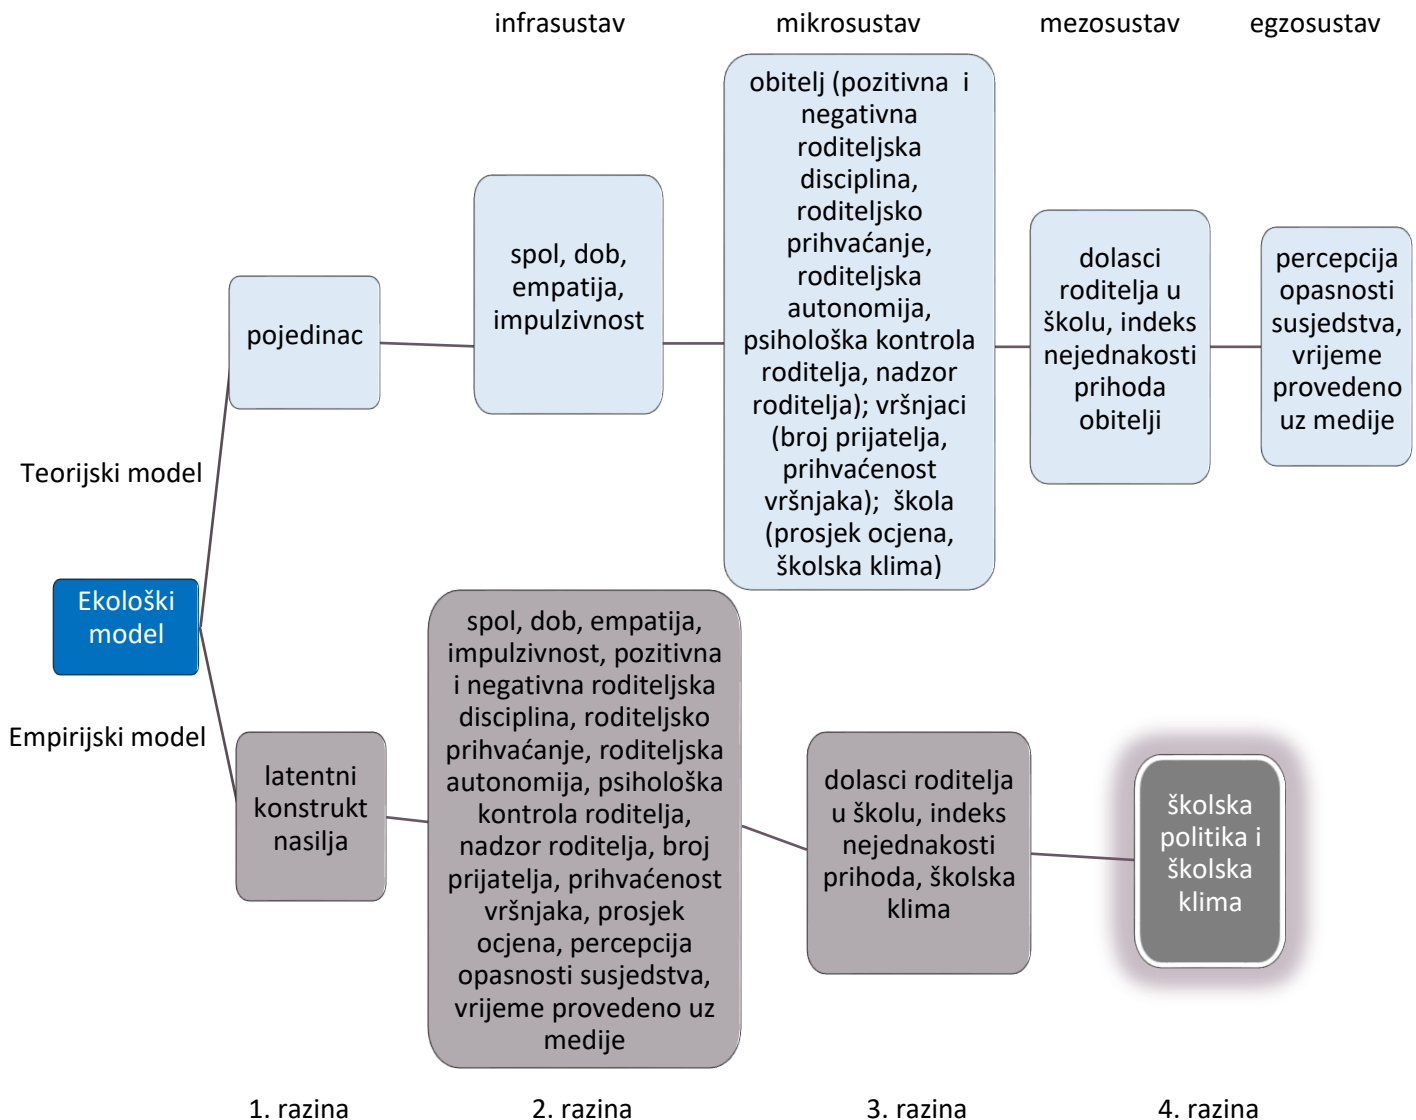 infrasustav
mikrosustav
mezosustav
egzosustav
obitelj (pozitivna i
negativna
roditeljska
disciplina,
roditeljsko
prihvaćanje,
roditeljska
autonomija,
psihološka kontrola
roditelja, nadzor
roditelja); vršnjaci
(broj prijatelja,
prihvaćenost
vršnjaka); škola
(prosjek ocjena,
školska klima)
spol, dob,
empatija,
impulzivnost
dolasci
roditelja u
školu, indeks
nejednakosti
prihoda
obitelji
percepcija
opasnosti
susjedstva,
vrijeme
provedeno
uz medije
pojedinac
Teorijski model
Ekološki
model
Empirijski model
latentni
konstrukt
nasilja
spol, dob, empatija,
impulzivnost, pozitivna
i negativna roditeljska
disciplina, roditeljsko
prihvaćanje, roditeljska
autonomija, psihološka
kontrola roditelja,
nadzor roditelja, broj
prijatelja, prihvaćenost
vršnjaka, prosjek
ocjena, percepcija
opasnosti susjedstva,
vrijeme provedeno uz
medije
dolasci roditelja
u školu, indeks
nejednakosti
prihoda, školska
klima
školska
politika i
školska
klima
1. razina
2. razina
3. razina
4. razina